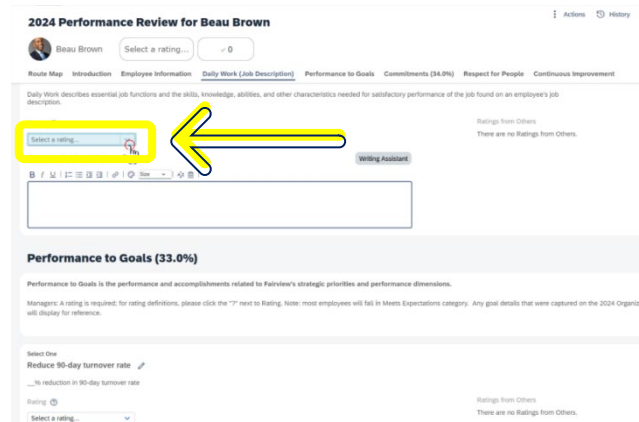 Actions History
2024 Performance Review for Beau Brown
Beau Brown Select a rating... 0
Route Map Introduction Employee Information Daily Work (Job Description) Performance to Goals Commitments (34.0%) Respect for People Continuous Improvement
Daily Work describes essential job functions and the skills, knowledge, abilities, and other characteristics needed for satisfactory performance of the job found on an employee's job
description.
Ratings from Others
There are no Ratings from Others.
Select a rating...
Writing Assistant
B I U Size
Performance to Goals (33.0%)
Performance to Goals is the performance and accomplishments related to Fairview's strategic priorities and performance dimensions.
Managers: A rating is required; for rating definitions, please click the "?" next to Rating. Note: most employees will fall in Meets Expectations category. Any goal details that were captured on the 2024 Organiz
will display for reference.
Select One
Reduce 90-day turnover rate
__% reduction in 90-day turnover rate
Rating ?
Ratings from Others
Select a rating...
There are no Ratings from Others.